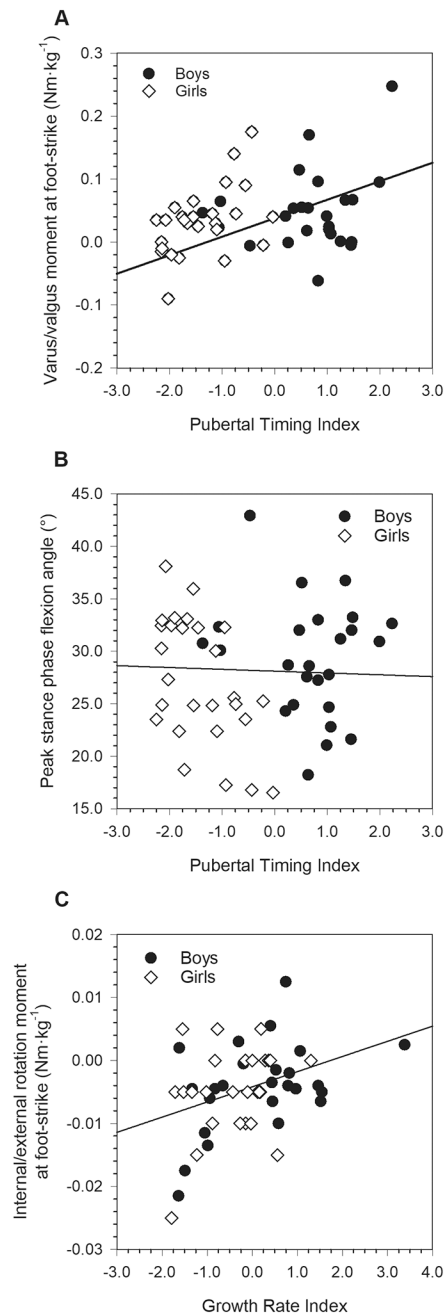 A
Varus/valgus moment at foot-strike (Nm·kg⁻¹)
0.3
0.2
0.1
0.0
-0.1
-0.2
Boys
Girls
-3.0 -2.0 -1.0 0.0 1.0 2.0 3.0
Pubertal Timing Index
B
Peak stance phase flexion angle (°)
45.0
40.0
35.0
30.0
25.0
20.0
15.0
Boys
Girls
-3.0 -2.0 -1.0 0.0 1.0 2.0 3.0
Pubertal Timing Index
C
Internal/external rotation moment
at foot-strike (Nm·kg⁻¹)
0.02
0.01
0.00
-0.01
-0.02
-0.03
Boys
Girls
-3.0 -2.0 -1.0 0.0 1.0 2.0 3.0 4.0
Growth Rate Index